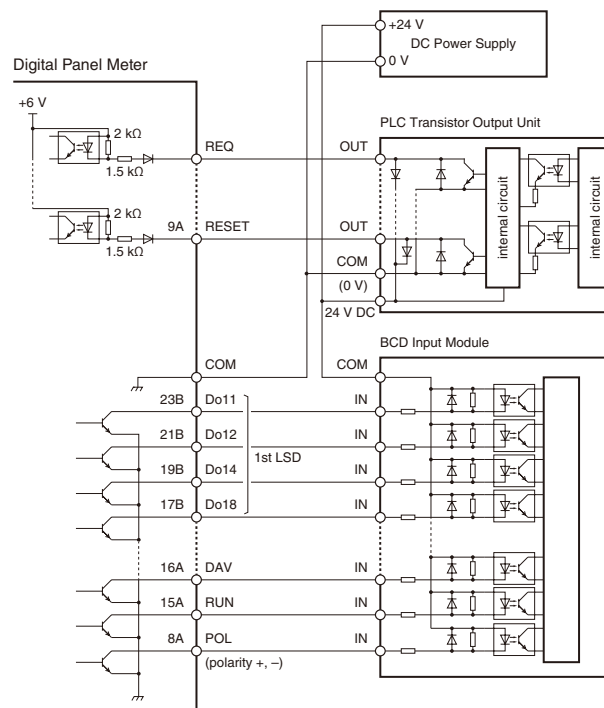 +24 V
DC Power Supply
0 V
Digital Panel Meter
+6 V
PLC Transistor Output Unit
2 kΩ
REQ
OUT
1.5 kΩ
internal circuit
internal circuit
2 kΩ
9A
RESET
OUT
1.5 kΩ
COM
(0 V)
24 V DC
BCD Input Module
COM
COM
23B
Do11
IN
21B
Do12
IN
1st LSD
19B
Do14
IN
17B
Do18
IN
16A
DAV
IN
15A
RUN
IN
8A
POL
IN
(polarity +, –)